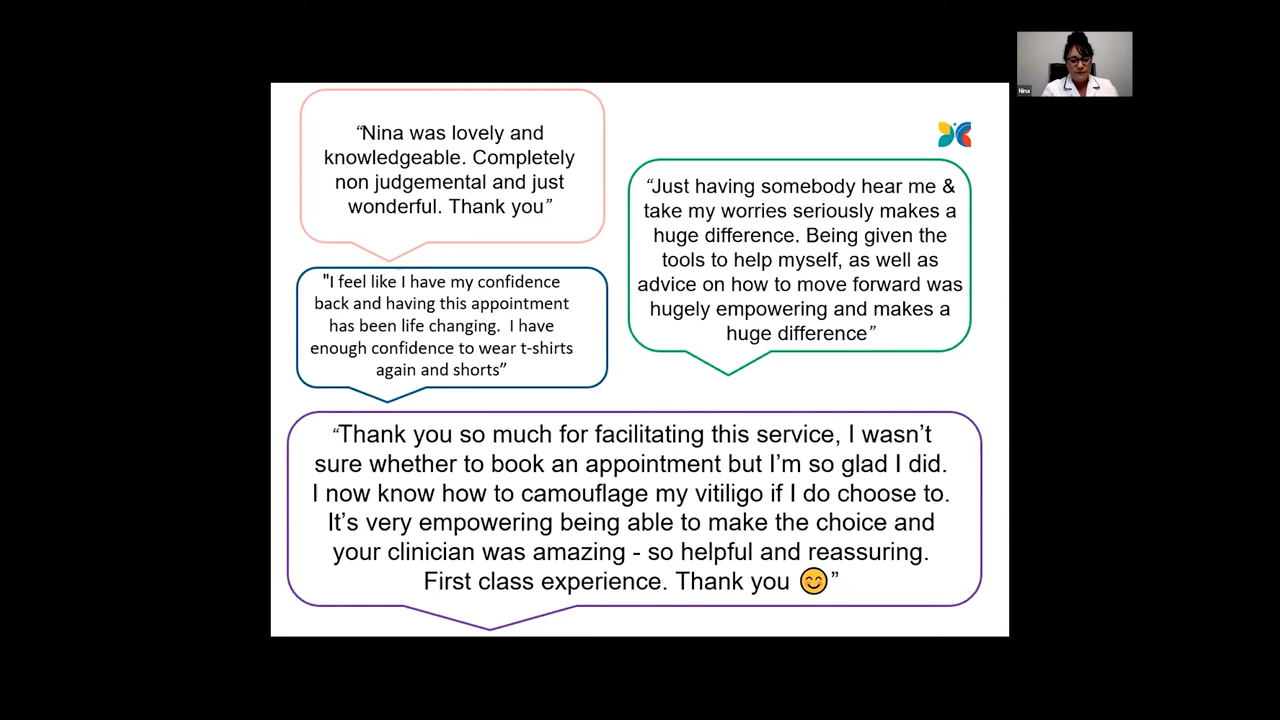 “Nina was lovely and
knowledgeable. Completely
non judgemental and just
wonderful. Thank you”
"I feel like I have my confidence
back and having this appointment
has been life changing.  I have
enough confidence to wear t-shirts
again and shorts”
“Just having somebody hear me &
take my worries seriously makes a
huge difference. Being given the
tools to help myself, as well as
advice on how to move forward was
hugely empowering and makes a
huge difference”
“Thank you so much for facilitating this service, I wasn’t
sure whether to book an appointment but I’m so glad I did.
I now know how to camouflage my vitiligo if I do choose to.
It’s very empowering being able to make the choice and
your clinician was amazing - so helpful and reassuring.
First class experience. Thank you 😊”
Nina